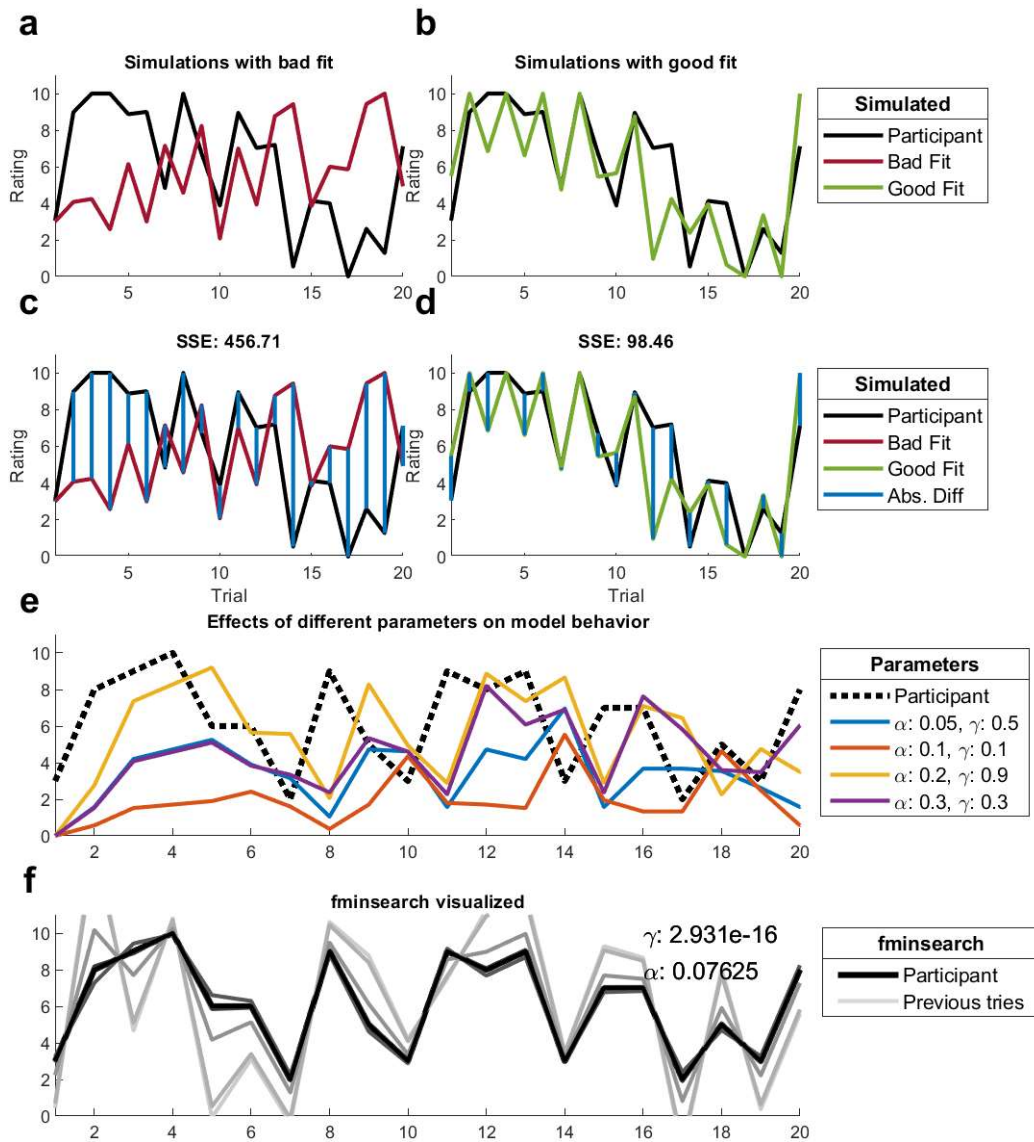 a
b
Simulations with bad fit
Simulations with good fit
Rating
10
8
6
4
2
0
5
10
15
20
Rating
10
8
6
4
2
0
5
10
15
20
Simulated
Participant
Bad Fit
Good Fit
c
d
SSE: 456.71
SSE: 98.46
Rating
10
8
6
4
2
0
5
10
15
20
Trial
Rating
10
8
6
4
2
0
5
10
15
20
Trial
Simulated
Participant
Bad Fit
Good Fit
Abs. Diff
e
Effects of different parameters on model behavior
10
8
6
4
2
0
2
4
6
8
10
12
14
16
18
20
Parameters
Participant
α: 0.05, γ: 0.5
α: 0.1, γ: 0.1
α: 0.2, γ: 0.9
α: 0.3, γ: 0.3
f
fminsearch visualized
10
8
6
4
2
0
2
4
6
8
10
12
14
16
18
20
γ: 2.931e-16
α: 0.07625
fminsearch
Participant
Previous tries